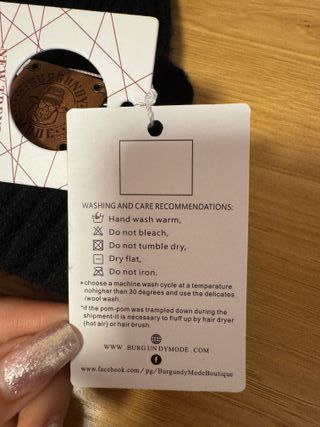 BURGUNDY
MODE
WASHING AND CARE RECOMMENDATIONS:
Hand wash warm,
Do not bleach,
Do not tumble dry,
Dry flat,
Do not iron.
•choose a machine wash cycle at a temperature
nohigher than 30 degrees and use the delicates
/wool wash.
*if the pom-pom was trampled down during the
shipment-it is necessary to fluff up by hair dryer
(hot air) or hair brush.
WWW . BURGUNDYMODE . COM
www.facebook.com / pg/BurgundyModeBoutique